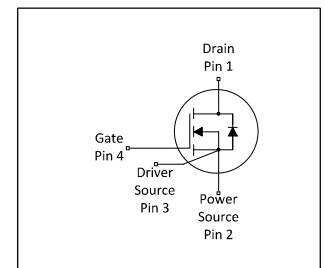 Drain
Pin 1
Gate
Pin 4
Driver
Source
Pin 3
Power
Source
Pin 2